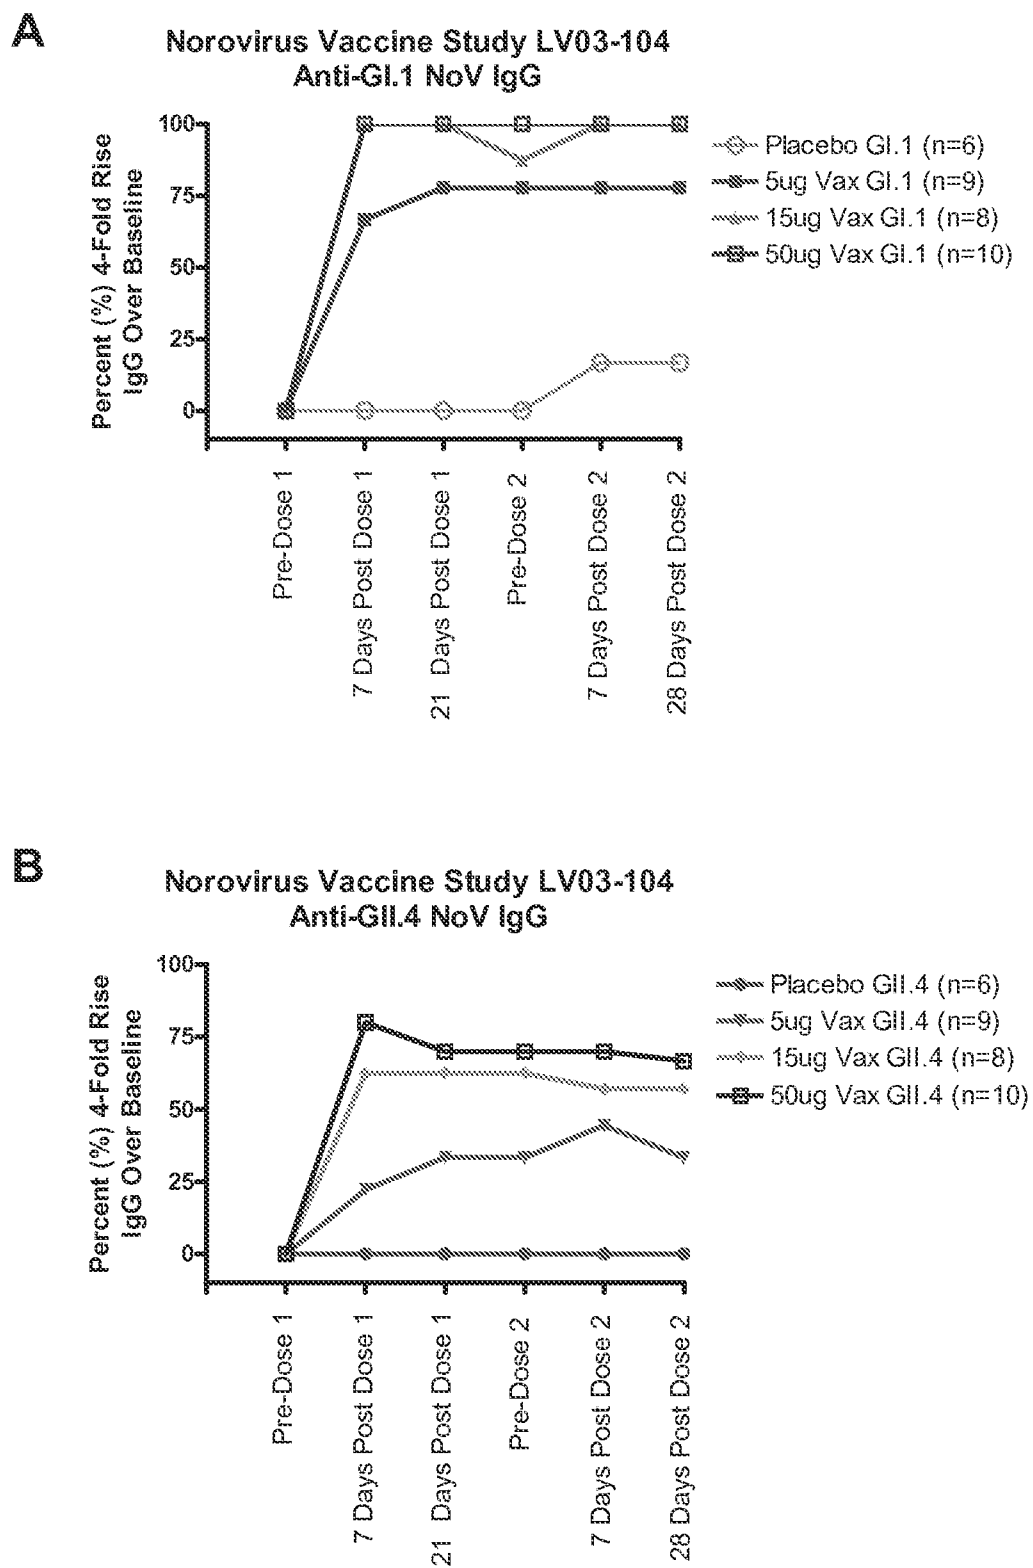 A
Norovirus Vaccine Study LV03-104
Anti-GI.1 NoV IgG
Percent (%) 4-Fold Rise
IgG Over Baseline
100
75
50
25
0
Pre-Dose 1
7 Days Post Dose 1
21 Days Post Dose 1
Pre-Dose 2
7 Days Post Dose 2
28 Days Post Dose 2
Placebo GI.1 (n=6)
5ug Vax GI.1 (n=9)
15ug Vax GI.1 (n=8)
50ug Vax GI.1 (n=10)
B
Norovirus Vaccine Study LV03-104
Anti-GII.4 NoV IgG
Percent (%) 4-Fold Rise
IgG Over Baseline
100
75
50
25
0
Pre-Dose 1
7 Days Post Dose 1
21 Days Post Dose 1
Pre-Dose 2
7 Days Post Dose 2
28 Days Post Dose 2
Placebo GII.4 (n=6)
5ug Vax GII.4 (n=9)
15ug Vax GII.4 (n=8)
50ug Vax GII.4 (n=10)